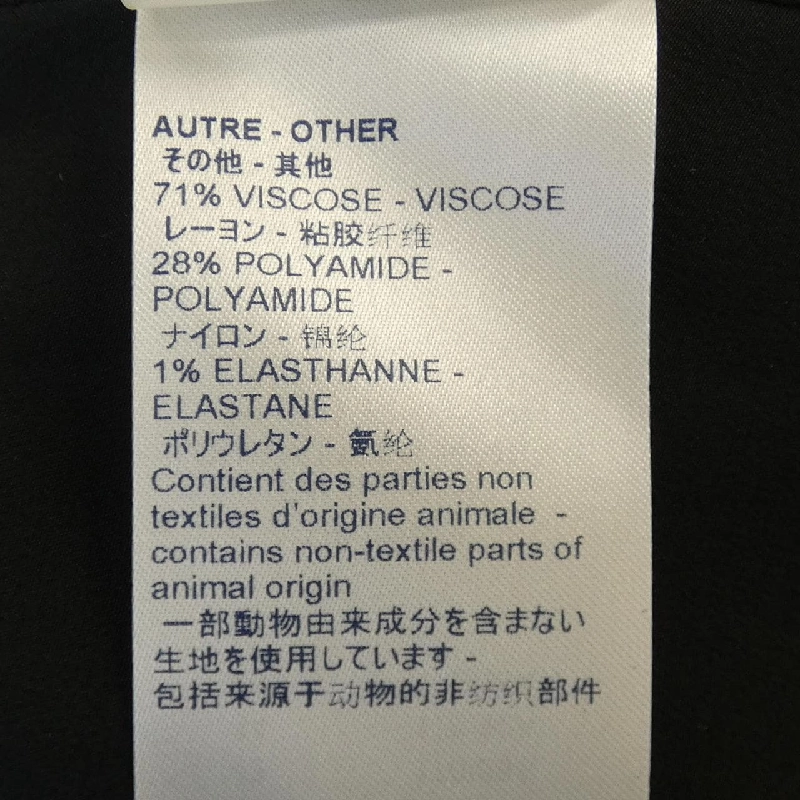 AUTRE - OTHER
その他 - 其他
71% VISCOSE - VISCOSE
レーヨン - 粘胶纤维
28% POLYAMIDE -
POLYAMIDE
ナイロン - 锦纶
1% ELASTHANNE -
ELASTANE
ポリウレタン - 氨纶
Contient des parties non
textiles d'origine animale -
contains non-textile parts of
animal origin
一部動物由来成分を含まない
生地を使用しています -
包括来源于动物的非纺织部件